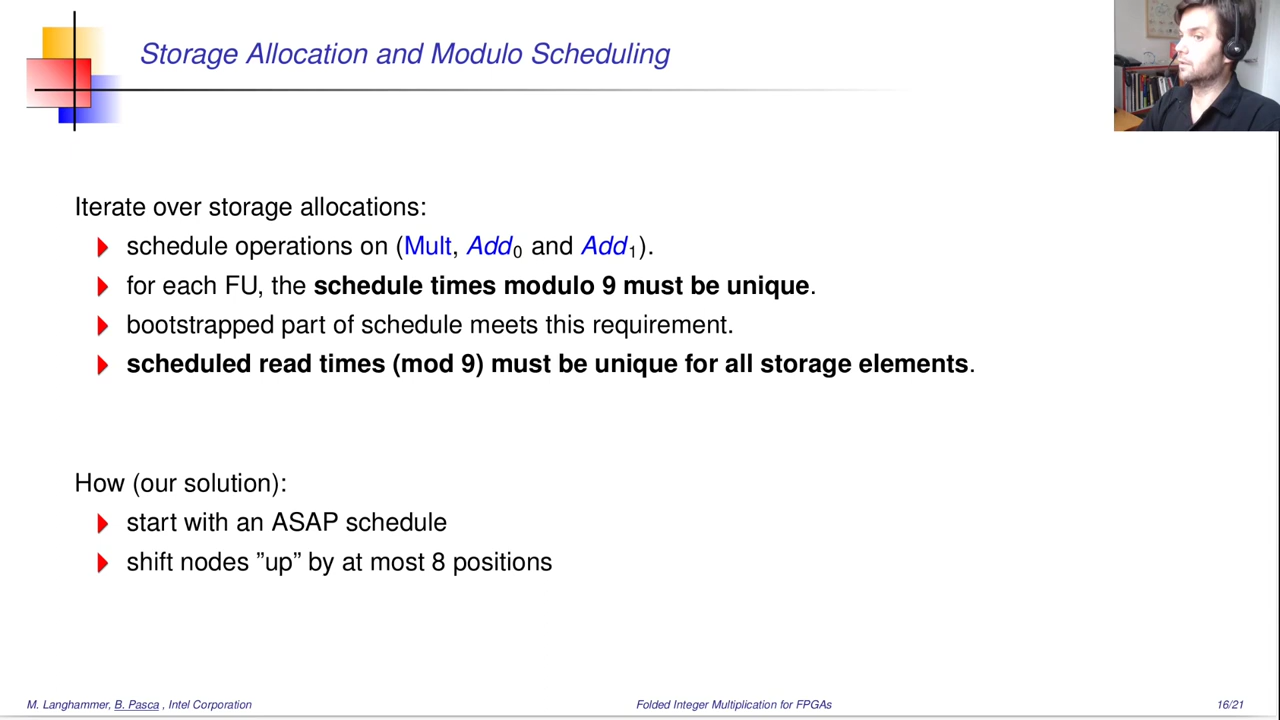 Storage Allocation and Modulo Scheduling
Iterate over storage allocations:
schedule operations on (Mult, Add0 and Add1).
for each FU, the schedule times modulo 9 must be unique.
bootstrapped part of schedule meets this requirement.
scheduled read times (mod 9) must be unique for all storage elements.
How (our solution):
start with an ASAP schedule
shift nodes ”up” by at most 8 positions
M. Langhammer, B. Pasca , Intel Corporation
Folded Integer Multiplication for FPGAs
16/21